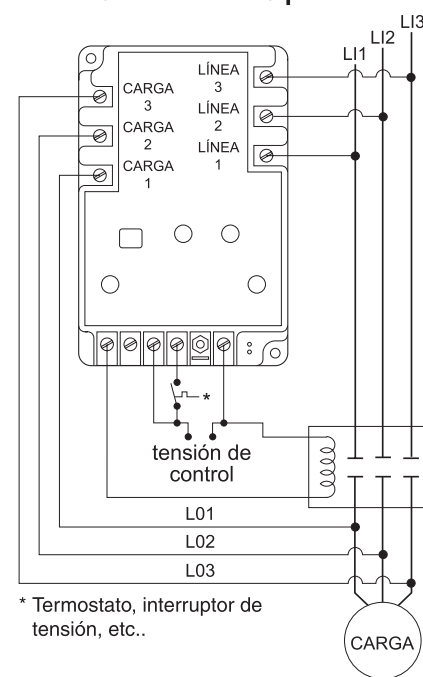 LI3
LI2
LI1
CARGA
3
LÍNEA
3
CARGA
2
LÍNEA
2
CARGA
1
LÍNEA
1
*
tensión de
control
L01
L02
L03
* Termostato, interruptor de
tensión, etc..
CARGA